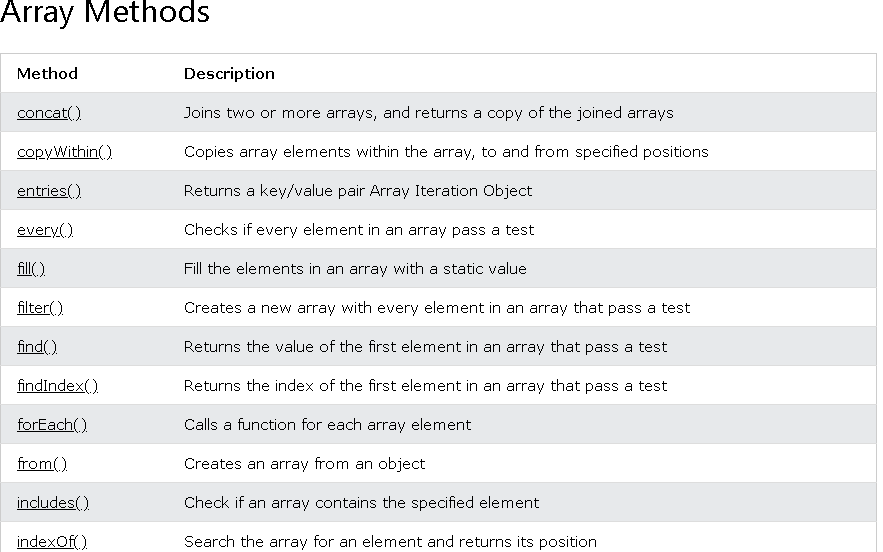 Array Methods
Method Description
concat() Joins two or more arrays, and returns a copy of the joined arrays
copyWithin() Copies array elements within the array, to and from specified positions
entries() Returns a key/value pair Array Iteration Object
every() Checks if every element in an array pass a test
fill() Fill the elements in an array with a static value
filter() Creates a new array with every element in an array that pass a test
find() Returns the value of the first element in an array that pass a test
findIndex() Returns the index of the first element in an array that pass a test
forEach() Calls a function for each array element
from() Creates an array from an object
includes() Check if an array contains the specified element
indexOf() Search the array for an element and returns its position